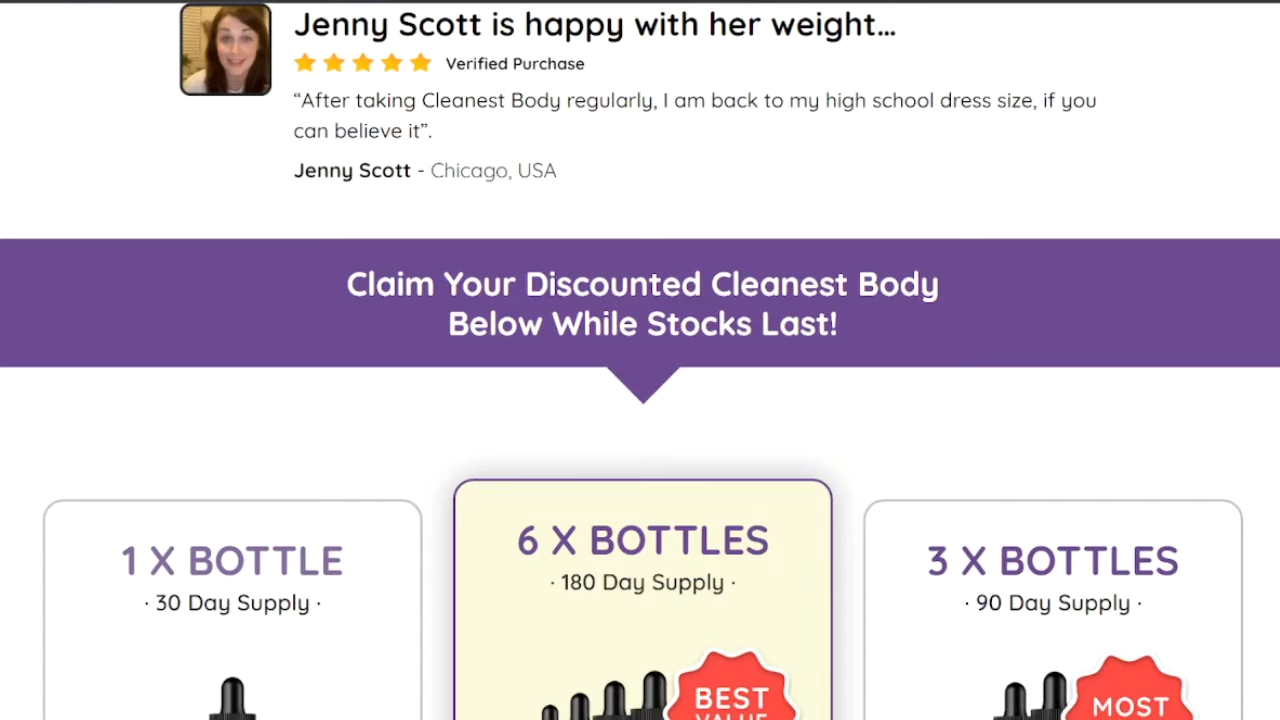 Jenny Scott is happy with her weight...
Verified Purchase
“After taking Cleanest Body regularly, I am back to my high school dress size, if you
can believe it”.
Jenny Scott - Chicago, USA
Claim Your Discounted Cleanest Body
Below While Stocks Last!
1 X BOTTLE
· 30 Day Supply ·
6 X BOTTLES
· 180 Day Supply ·
BEST
VALUE
3 X BOTTLES
· 90 Day Supply ·
MOST